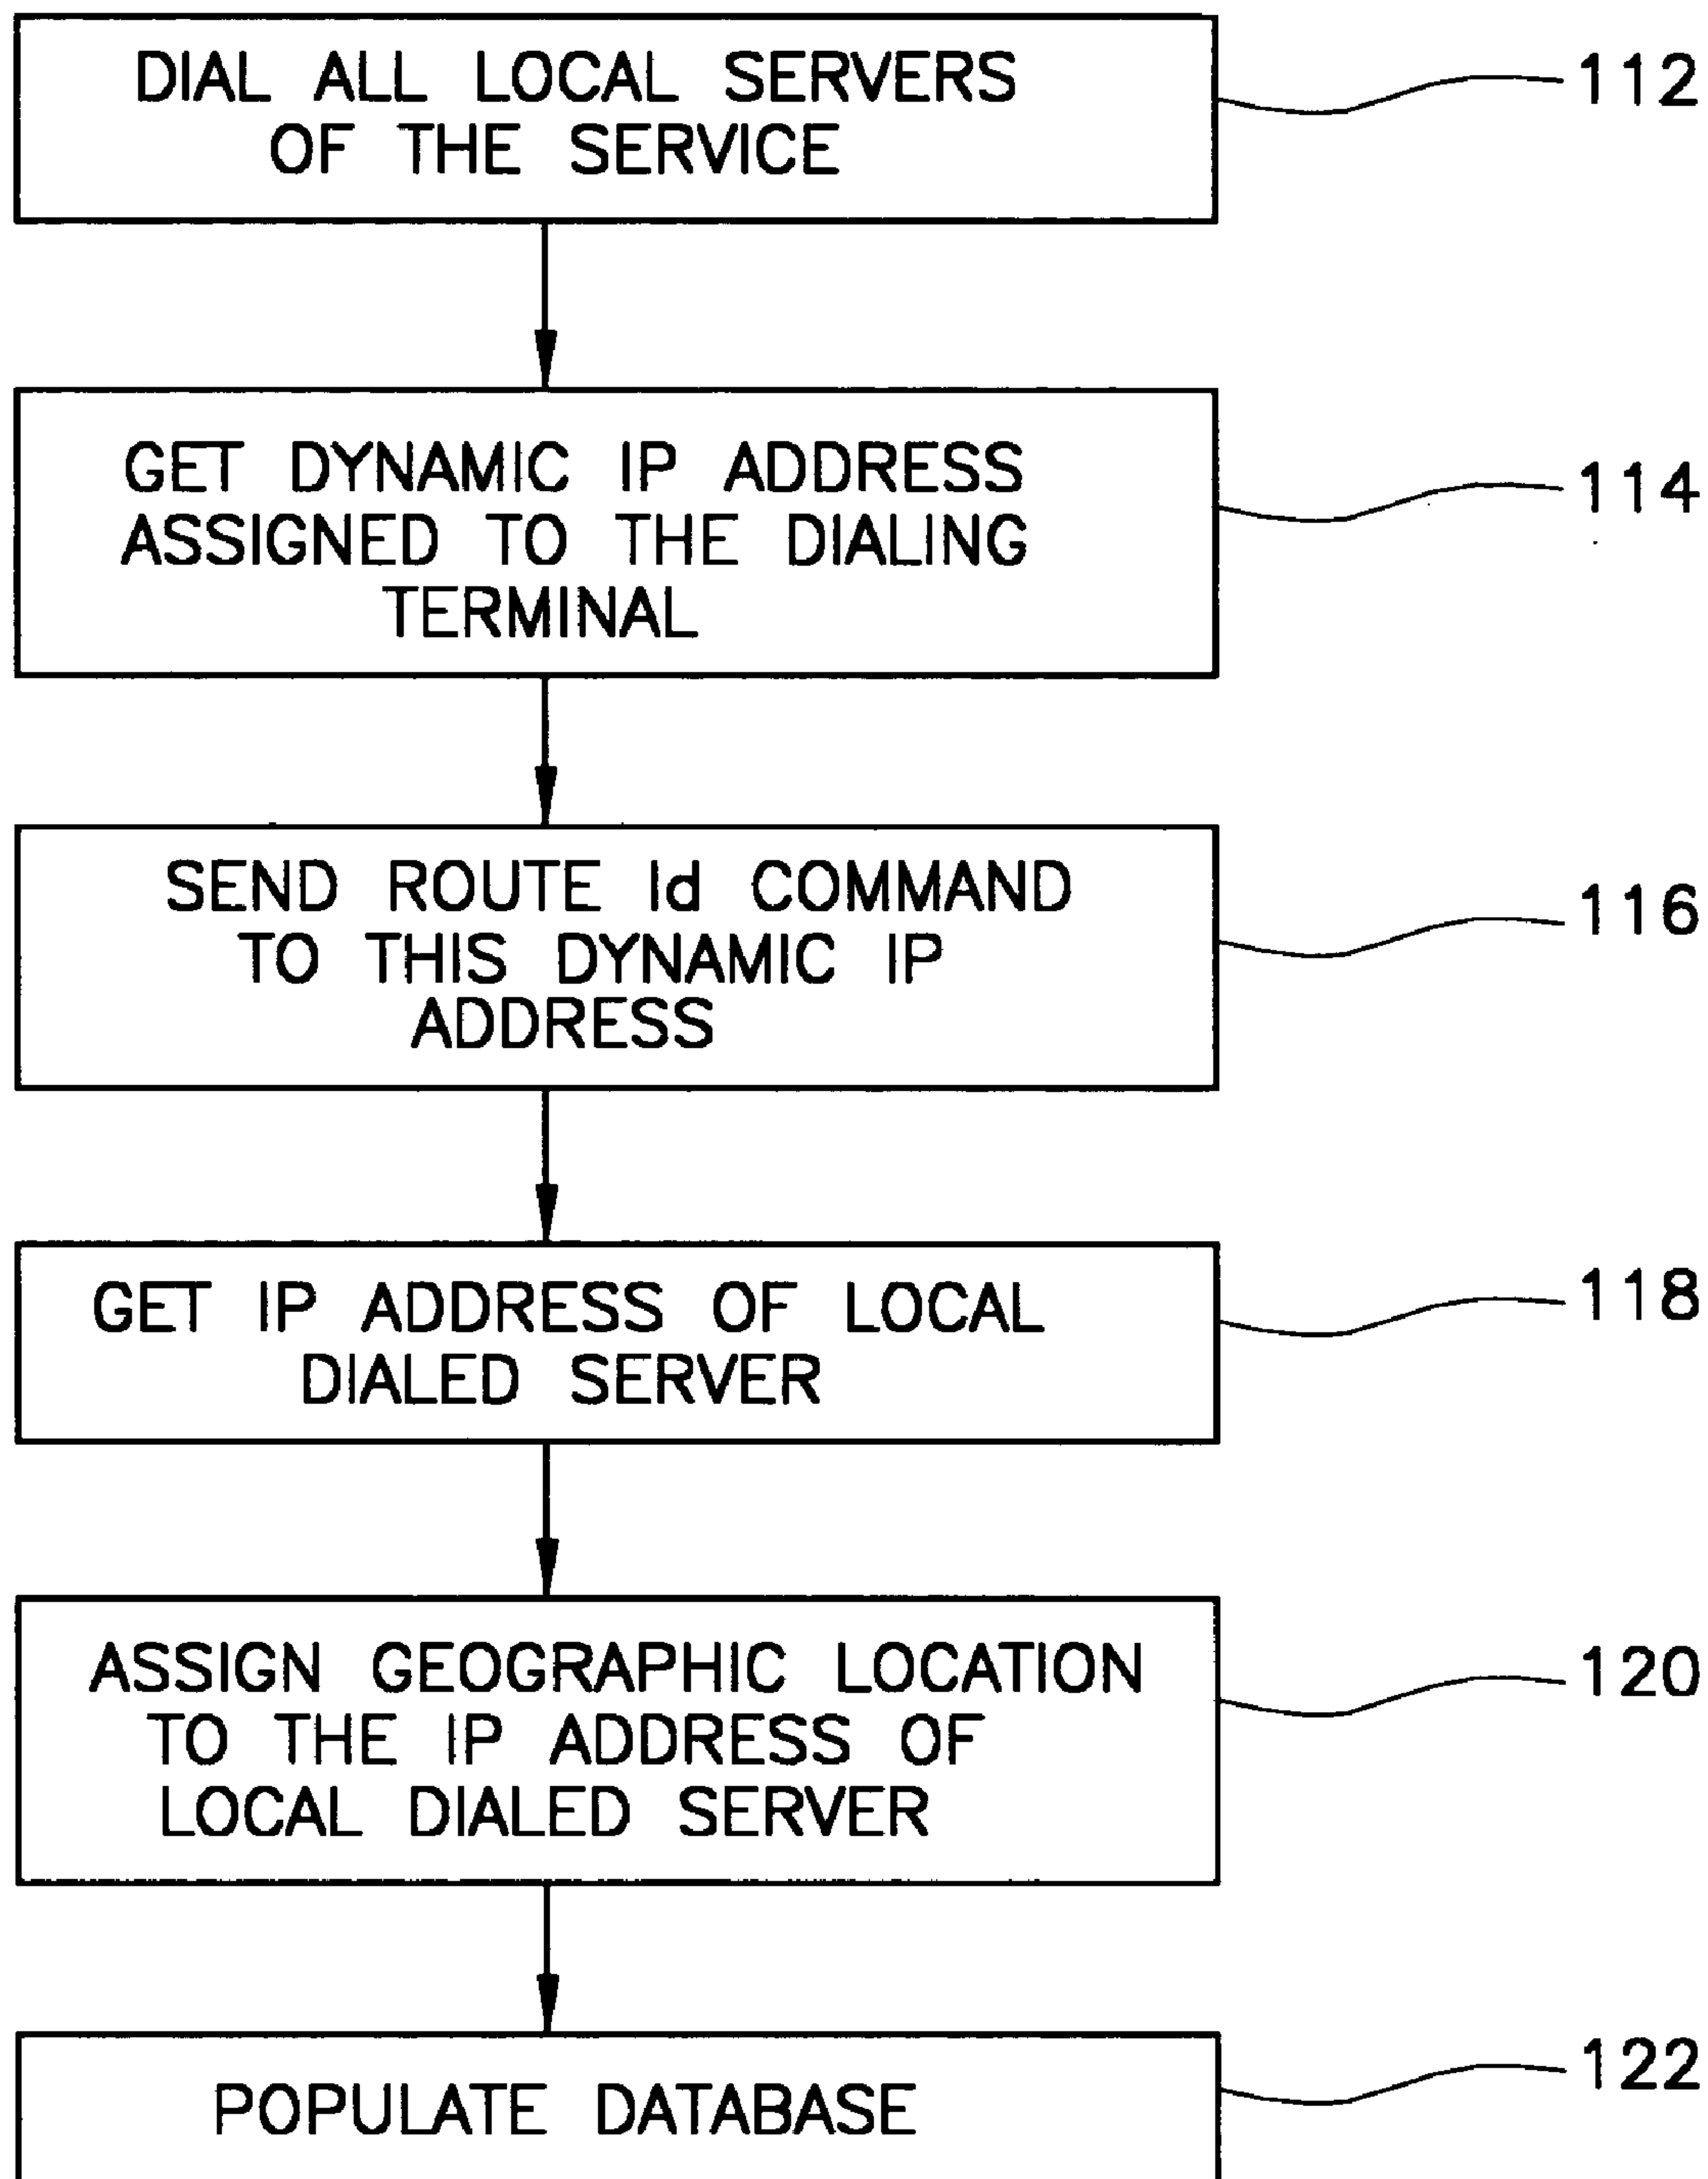 DIAL ALL LOCAL SERVERS
OF THE SERVICE
112
GET DYNAMIC IP ADDRESS
ASSIGNED TO THE DIALING
TERMINAL
114
SEND ROUTE Id COMMAND
TO THIS DYNAMIC IP
ADDRESS
116
GET IP ADDRESS OF LOCAL
DIALED SERVER
118
ASSIGN GEOGRAPHIC LOCATION
TO THE IP ADDRESS OF
LOCAL DIALED SERVER
120
POPULATE DATABASE
122